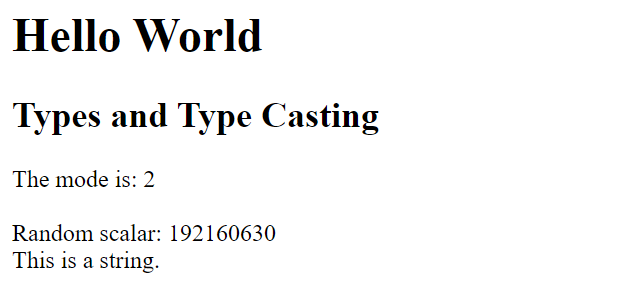 Hello World
Types and Type Casting
The mode is: 2
Random scalar: 192160630
This is a string.